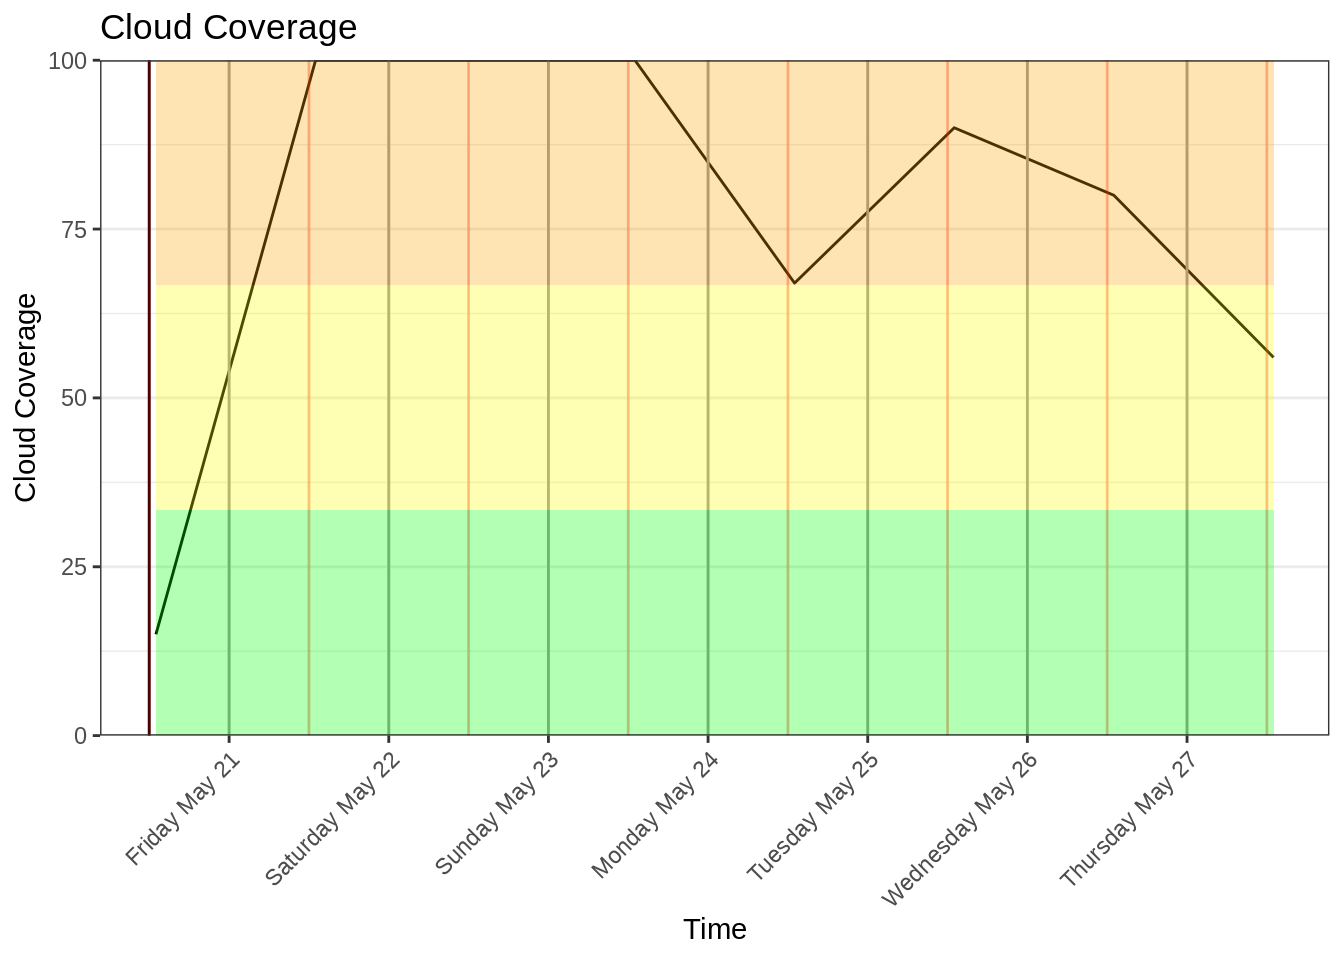 Cloud Coverage
100
75
50
25
0
Cloud Coverage
Friday May 21
Saturday May 22
Sunday May 23
Monday May 24
Tuesday May 25
Wednesday May 26
Thursday May 27
Time